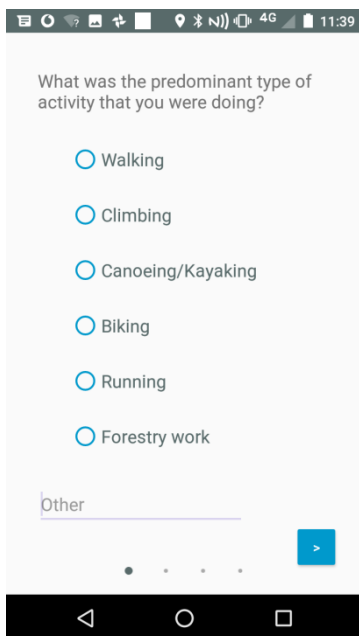 4G 11:39
What was the predominant type of
activity that you were doing?
Walking
Climbing
Canoeing/Kayaking
Biking
Running
Forestry work
Other
>